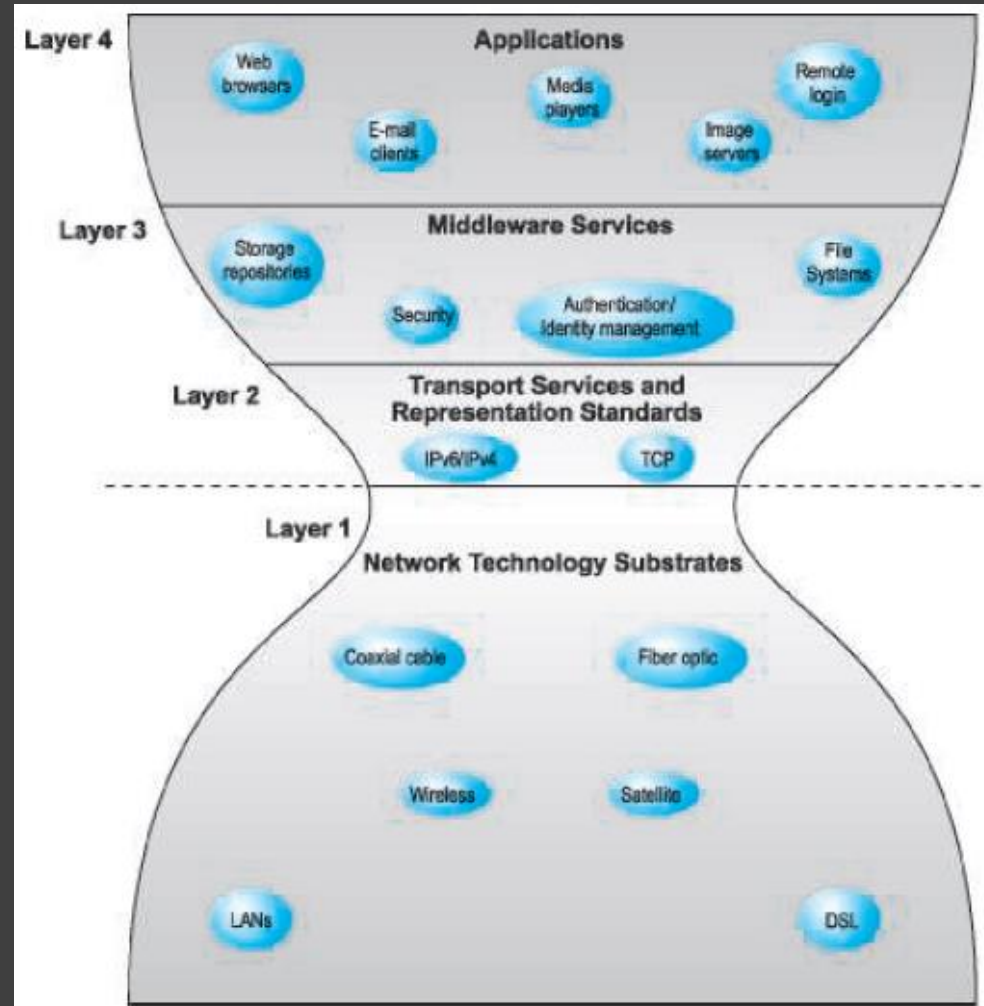 Layer 4
Applications
Web
browsers
E-mail
clients
Media
players
Image
servers
Remote
login
Layer 3
Middleware Services
Storage
repositories
Security
Authentication/
Identity management
File
Systems
Layer 2
Transport Services and
Representation Standards
IPv6/IPv4
TCP
Layer 1
Network Technology Substrates
Coaxial cable
Fiber optic
Wireless
Satellite
LANs
DSL